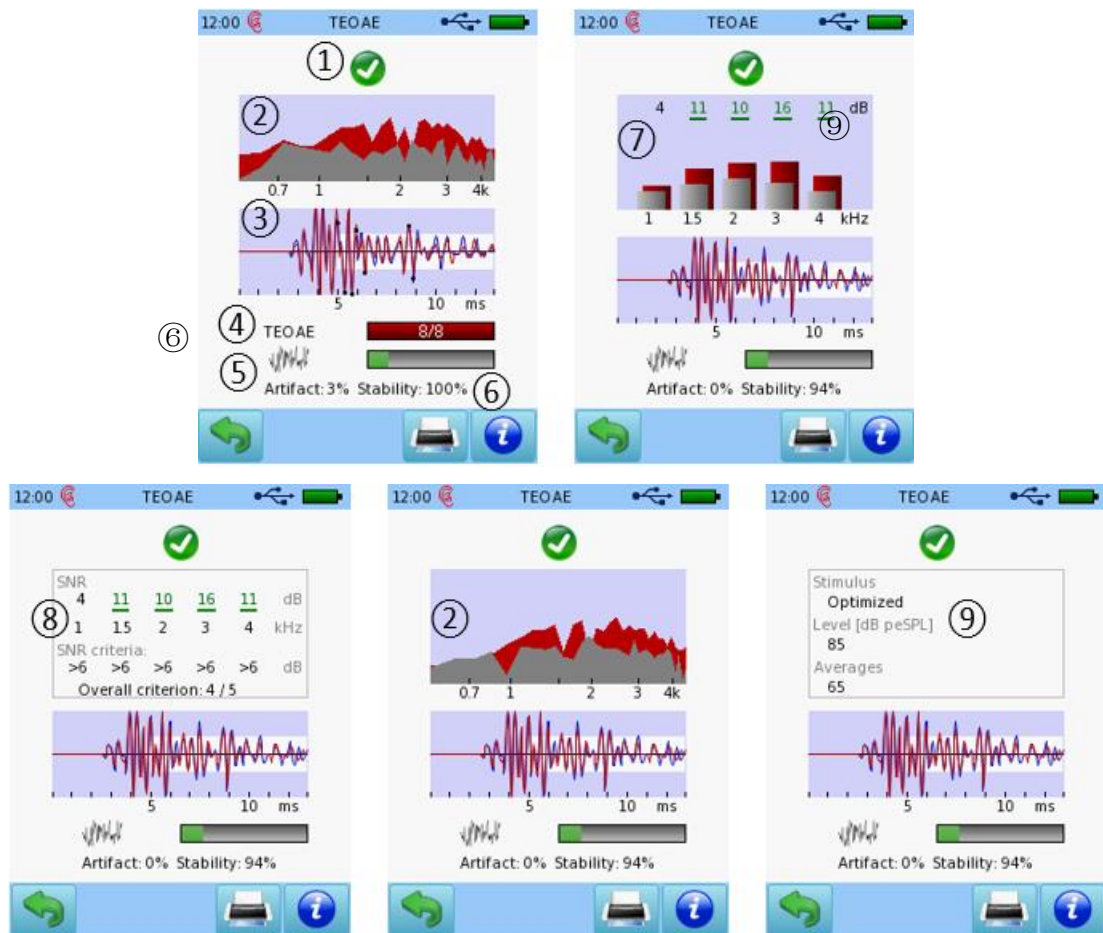 12:00 TEOAE
①
②
0.7 1 2 3 4k
③
5 10 ms
④ TEOAE 8/8
⑥
⑤
Artifact: 3% Stability: 100% ⑥
12:00 TEOAE
4 11 10 16 11 dB
⑦ ⑨
1 1.5 2 3 4 kHz
5 10 ms
Artifact: 0% Stability: 94%
12:00 TEOAE
SNR
4 11 10 16 11 dB
⑧
1 1.5 2 3 4 kHz
SNR criteria:
>6 >6 >6 >6 >6 dB
Overall criterion: 4 / 5
5 10 ms
Artifact: 0% Stability: 94%
12:00 TEOAE
②
0.7 1 2 3 4k
5 10 ms
Artifact: 0% Stability: 94%
12:00 TEOAE
Stimulus
Optimized
Level [dB peSPL] ⑨
85
Averages
65
5 10 ms
Artifact: 0% Stability: 94%